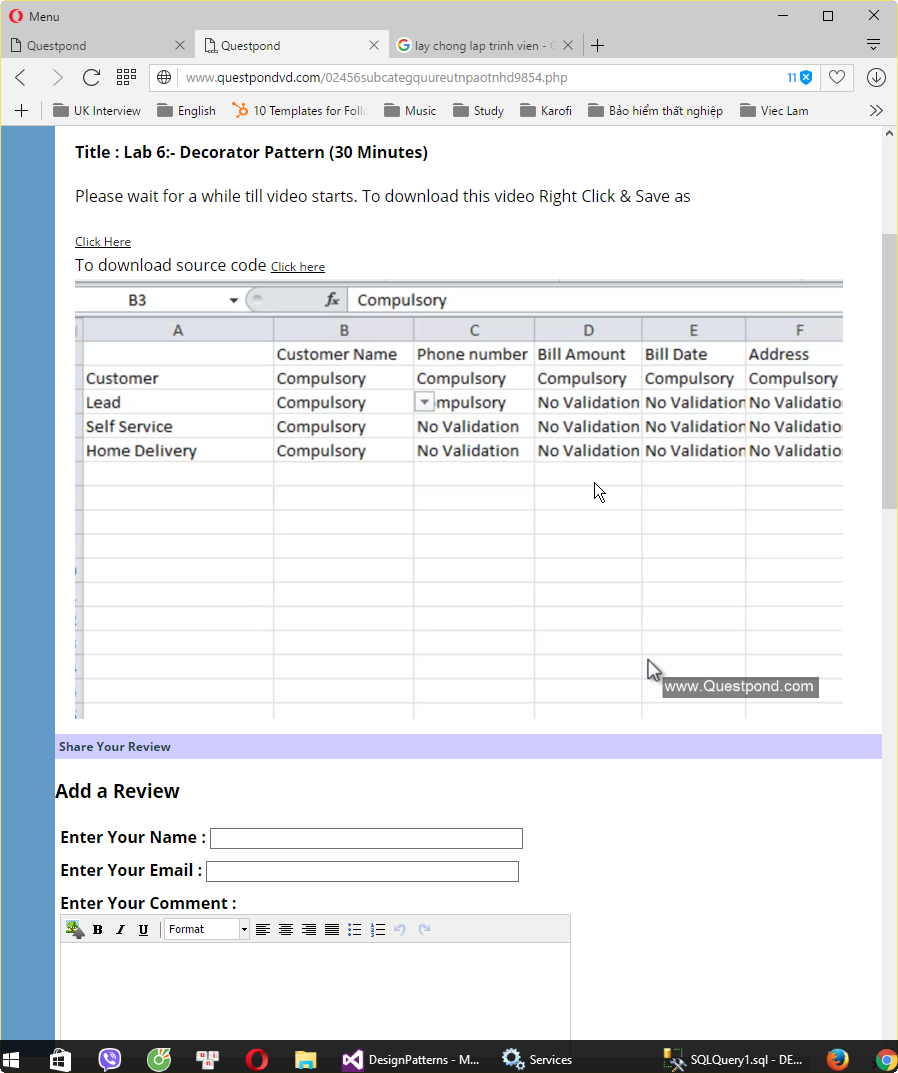 Menu
Questpond
Questpond
lay chong lap trinh vien - G
www.questpondvd.com/02456subcategquureutnpaotnhd9854.php
11
UK Interview
English
10 Templates for Follo
Music
Study
Karofi
Bảo hiểm thất nghiệp
Viec Lam
Title : Lab 6:- Decorator Pattern (30 Minutes)
Please wait for a while till video starts. To download this video Right Click & Save as
Click Here
To download source code Click here
B3 fx Compulsory
A B C D E F
Customer Name Phone number Bill Amount Bill Date Address
Customer Compulsory Compulsory Compulsory Compulsory Compulsory
Lead Compulsory mpulsory No Validation No Validation No Validatio
Self Service Compulsory No Validation No Validation No Validation No Validatio
Home Delivery Compulsory No Validation No Validation No Validation No Validatio
www.Questpond.com
Share Your Review
Add a Review
Enter Your Name :
Enter Your Email :
Enter Your Comment :
B I U Format
DesignPatterns - M...
Services
SQLQuery1.sql - DE...